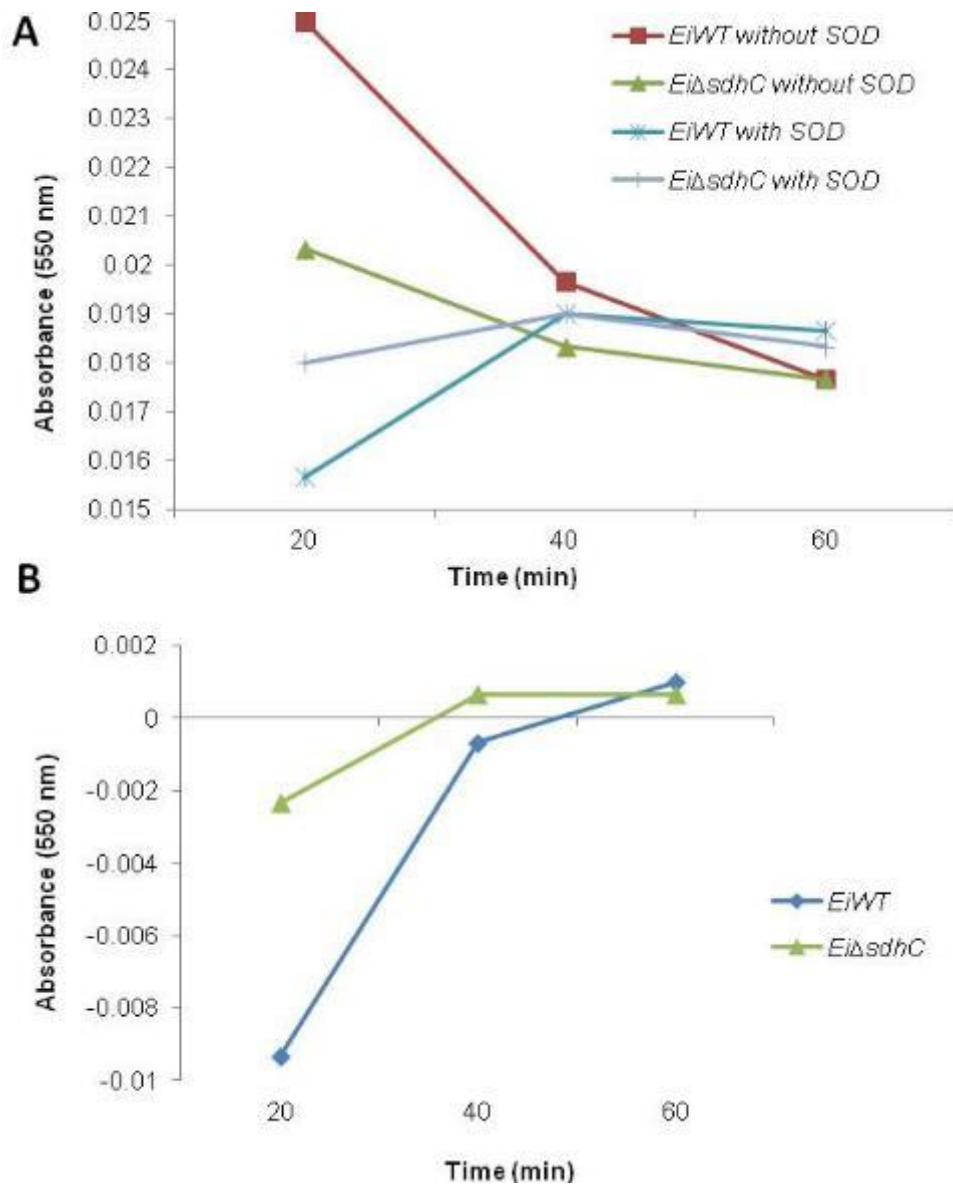 A
0.025
0.024
0.023
0.022
0.021
0.02
0.019
0.018
0.017
0.016
0.015
Absorbance (550 nm)
EiWT without SOD
EiΔsdhC without SOD
EiWT with SOD
EiΔsdhC with SOD
20 40 60
Time (min)
B
0.002
0
-0.002
-0.004
-0.006
-0.008
-0.01
Absorbance (550 nm)
EiWT
EiΔsdhC
20 40 60
Time (min)